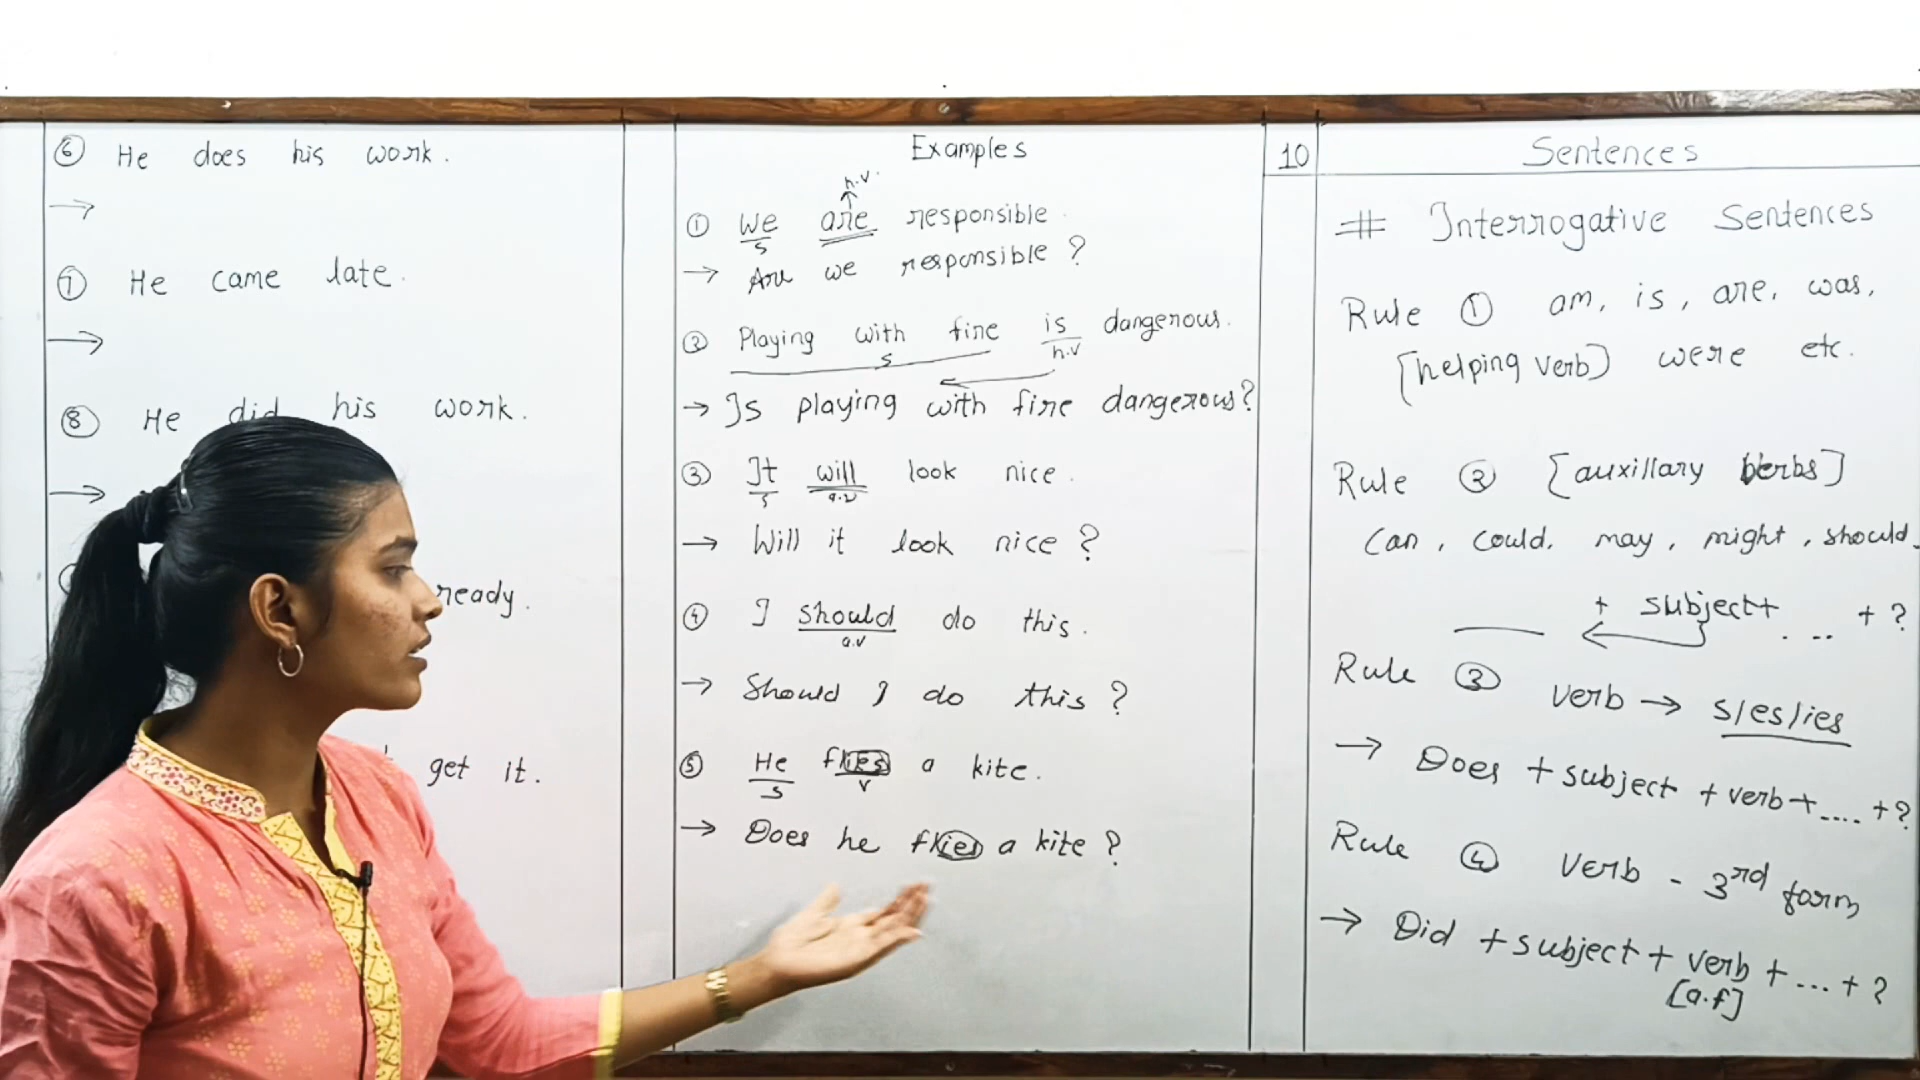 ⑥ He does his work.
→
⑦ He came late.
→
⑧ He did his work.
→
ready.
get it.
Examples
h.v.
① We are responsible.
s
→ Are we responsible ?
② Playing with fire is dangerous.
s h.v
→ Is playing with fire dangerous?
③ It will look nice.
s a.v
→ Will it look nice ?
④ I should do this.
a.v
→ Should I do this ?
⑤ He flies a kite.
s v
→ Does he flies a kite ?
10 Sentences
# Interrogative Sentences
Rule ① am, is, are, was,
[helping verb] were etc.
Rule ② [auxillary verbs]
can, could, may, might, should
+ subject + .... + ?
Rule ③ verb → s/es/ies
→ Does + subject + verb + .... + ?
Rule ④ verb - 3rd form
→ Did + subject + verb + ... + ?
[a.f]